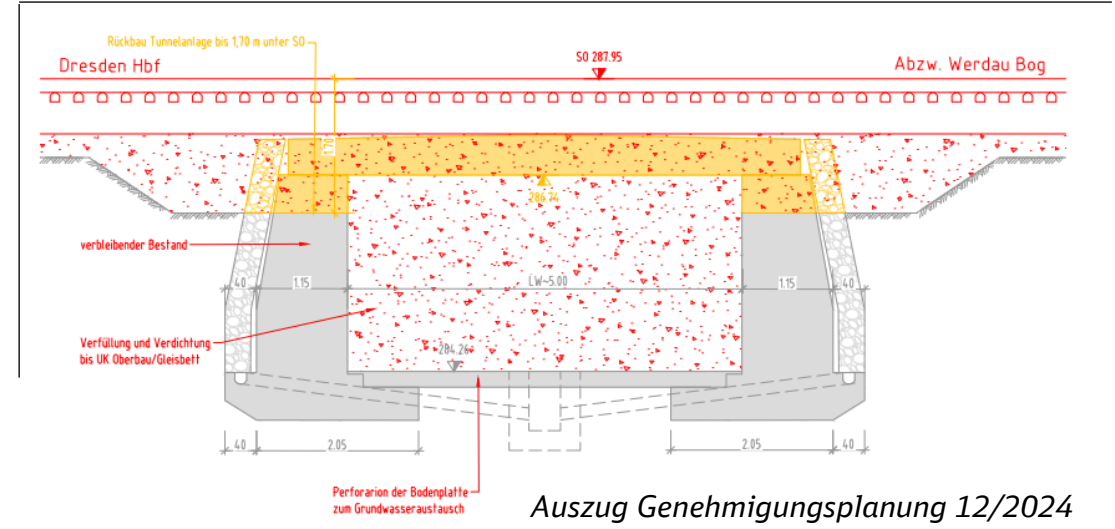 Rückbau Tunnelanlage bis 1,70 m unter SO
Dresden Hbf
SO 287.95
Abzw. Werdau Bog
1.70
286.74
verbleibender Bestand
40
1.15
LW~5.00
1.15
40
Verfüllung und Verdichtung
bis UK Oberbau/Gleisbett
284.26
40
2.05
2.05
40
Perforarion der Bodenplatte
zum Grundwasseraustausch
Auszug Genehmigungsplanung 12/2024